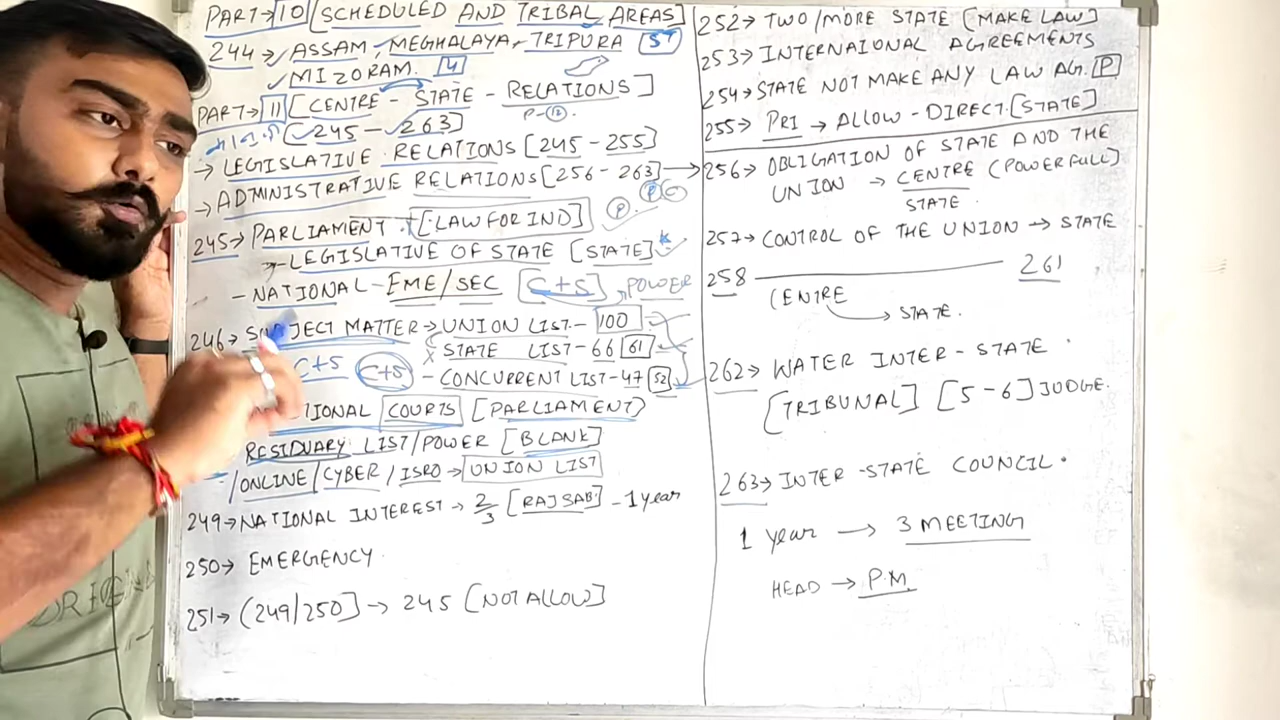 PART→10 [SCHEDULED AND TRIBAL AREAS]
244→ ASSAM, MEGHALAYA, TRIPURA ST
MIZORAM. 4
PART→11 [CENTRE - STATE - RELATIONS]
P-12.
[245 - 263]
→ LEGISLATIVE RELATIONS [245 - 255]
→ ADMINISTRATIVE RELATIONS [256 - 263] →
P C
245→ PARLIAMENT → [LAW FOR IND] P
→ LEGISLATIVE OF STATE [STATE]
- NATIONAL - EME/SEC [C+S] POWER
246→ SUBJECT MATTER → UNION LIST - 100
STATE LIST - 66 61
C+S C+S - CONCURRENT LIST - 47 52
TIONAL COURTS [PARLIAMENT]
RESIDUARY LIST/POWER [BLANK]
/ONLINE/CYBER/ISRO → UNION LIST
249→ NATIONAL INTEREST → 2/3 [RAJ SAB] - 1 year
250→ EMERGENCY
251→ (249/250] → 245 [NOT ALLOW]
252→ TWO/MORE STATE [MAKE LAW]
253→ INTERNAIONAL AGREEMENTS
254→ STATE NOT MAKE ANY LAW AG. P
255→ PRI → ALLOW - DIRECT. [STATE]
256→ OBLIGATION OF STATE AND THE
UNION → CENTRE (POWERFULL]
STATE
257→ CONTROL OF THE UNION → STATE
258 — 261
(ENTRE
→ STATE.
262→ WATER INTER - STATE
[TRIBUNAL] [5 - 6] JUDGE.
263→ INTER - STATE COUNCIL.
1 year → 3 MEETING
HEAD → P.M.